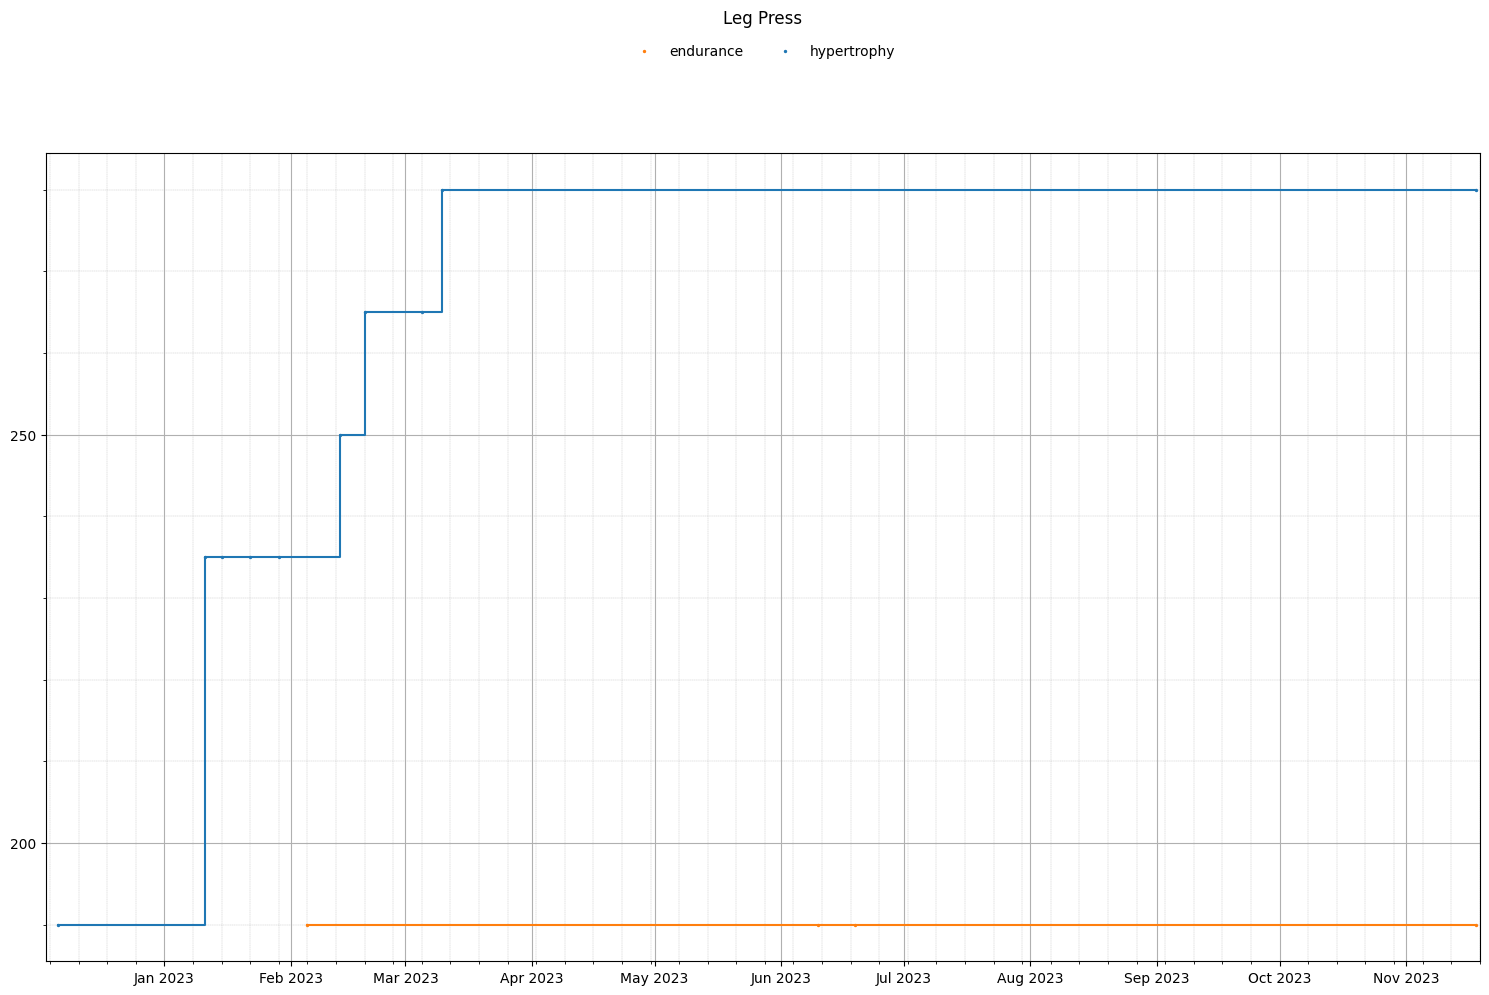 Leg Press
endurance hypertrophy
250
200
Jan 2023 Feb 2023 Mar 2023 Apr 2023 May 2023 Jun 2023 Jul 2023 Aug 2023 Sep 2023 Oct 2023 Nov 2023